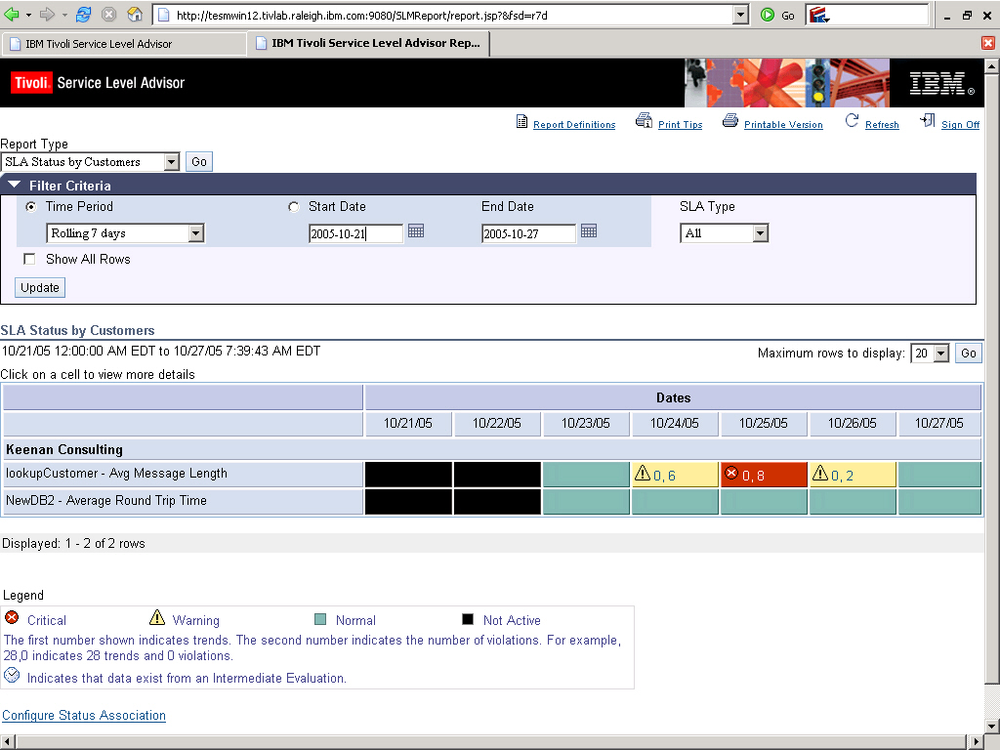 http://tesmwin12.tivlab.raleigh.ibm.com:9080/SLMReport/report.jsp?&fsd=r7d Go
IBM Tivoli Service Level Advisor IBM Tivoli Service Level Advisor Rep...
Tivoli. Service Level Advisor IBM®
Report Definitions Print Tips Printable Version Refresh Sign Off
Report Type
SLA Status by Customers Go
Filter Criteria
Time Period Start Date End Date SLA Type
Rolling 7 days 2005-10-21 2005-10-27 All
Show All Rows
Update
SLA Status by Customers
10/21/05 12:00:00 AM EDT to 10/27/05 7:39:43 AM EDT Maximum rows to display: 20 Go
Click on a cell to view more details
Dates
10/21/05 10/22/05 10/23/05 10/24/05 10/25/05 10/26/05 10/27/05
Keenan Consulting
lookupCustomer - Avg Message Length 0, 6 0, 8 0, 2
NewDB2 - Average Round Trip Time
Displayed: 1 - 2 of 2 rows
Legend
Critical Warning Normal Not Active
The first number shown indicates trends. The second number indicates the number of violations. For example,
28,0 indicates 28 trends and 0 violations.
Indicates that data exist from an Intermediate Evaluation.
Configure Status Association